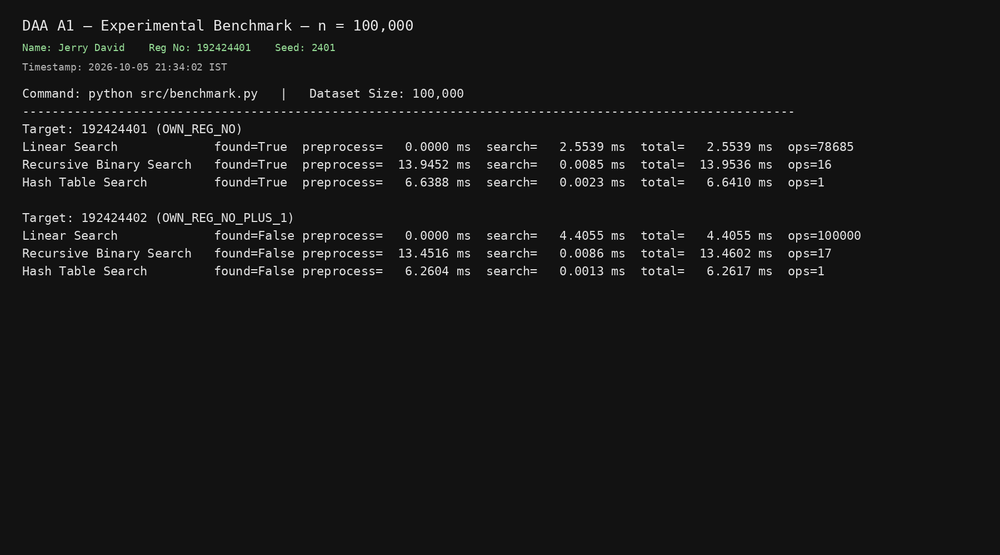 DAA A1 — Experimental Benchmark — n = 100,000
Name: Jerry David    Reg No: 192424401    Seed: 2401
Timestamp: 2026-10-05 21:34:02 IST
Command: python src/benchmark.py   |   Dataset Size: 100,000
---------------------------------------------------------------------------------------------------------
Target: 192424401 (OWN_REG_NO)
Linear Search             found=True  preprocess=   0.0000 ms  search=   2.5539 ms  total=   2.5539 ms  ops=78685
Recursive Binary Search   found=True  preprocess=  13.9452 ms  search=   0.0085 ms  total=  13.9536 ms  ops=16
Hash Table Search         found=True  preprocess=   6.6388 ms  search=   0.0023 ms  total=   6.6410 ms  ops=1
Target: 192424402 (OWN_REG_NO_PLUS_1)
Linear Search             found=False preprocess=   0.0000 ms  search=   4.4055 ms  total=   4.4055 ms  ops=100000
Recursive Binary Search   found=False preprocess=  13.4516 ms  search=   0.0086 ms  total=  13.4602 ms  ops=17
Hash Table Search         found=False preprocess=   6.2604 ms  search=   0.0013 ms  total=   6.2617 ms  ops=1